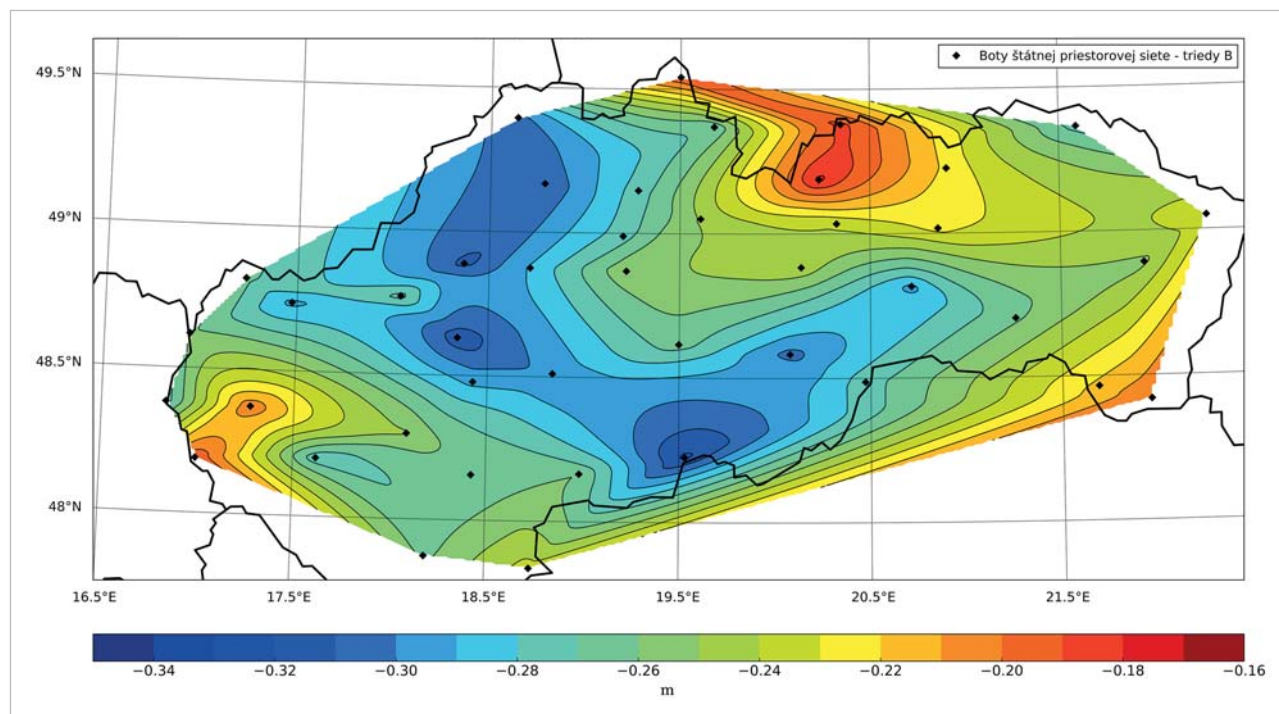 Boty štátnej priestorovej siete - triedy B
49.5°N
49°N
48.5°N
48°N
16.5°E 17.5°E 18.5°E 19.5°E 20.5°E 21.5°E
−0.34 −0.32 −0.30 −0.28 −0.26 −0.24 −0.22 −0.20 −0.18 −0.16
m